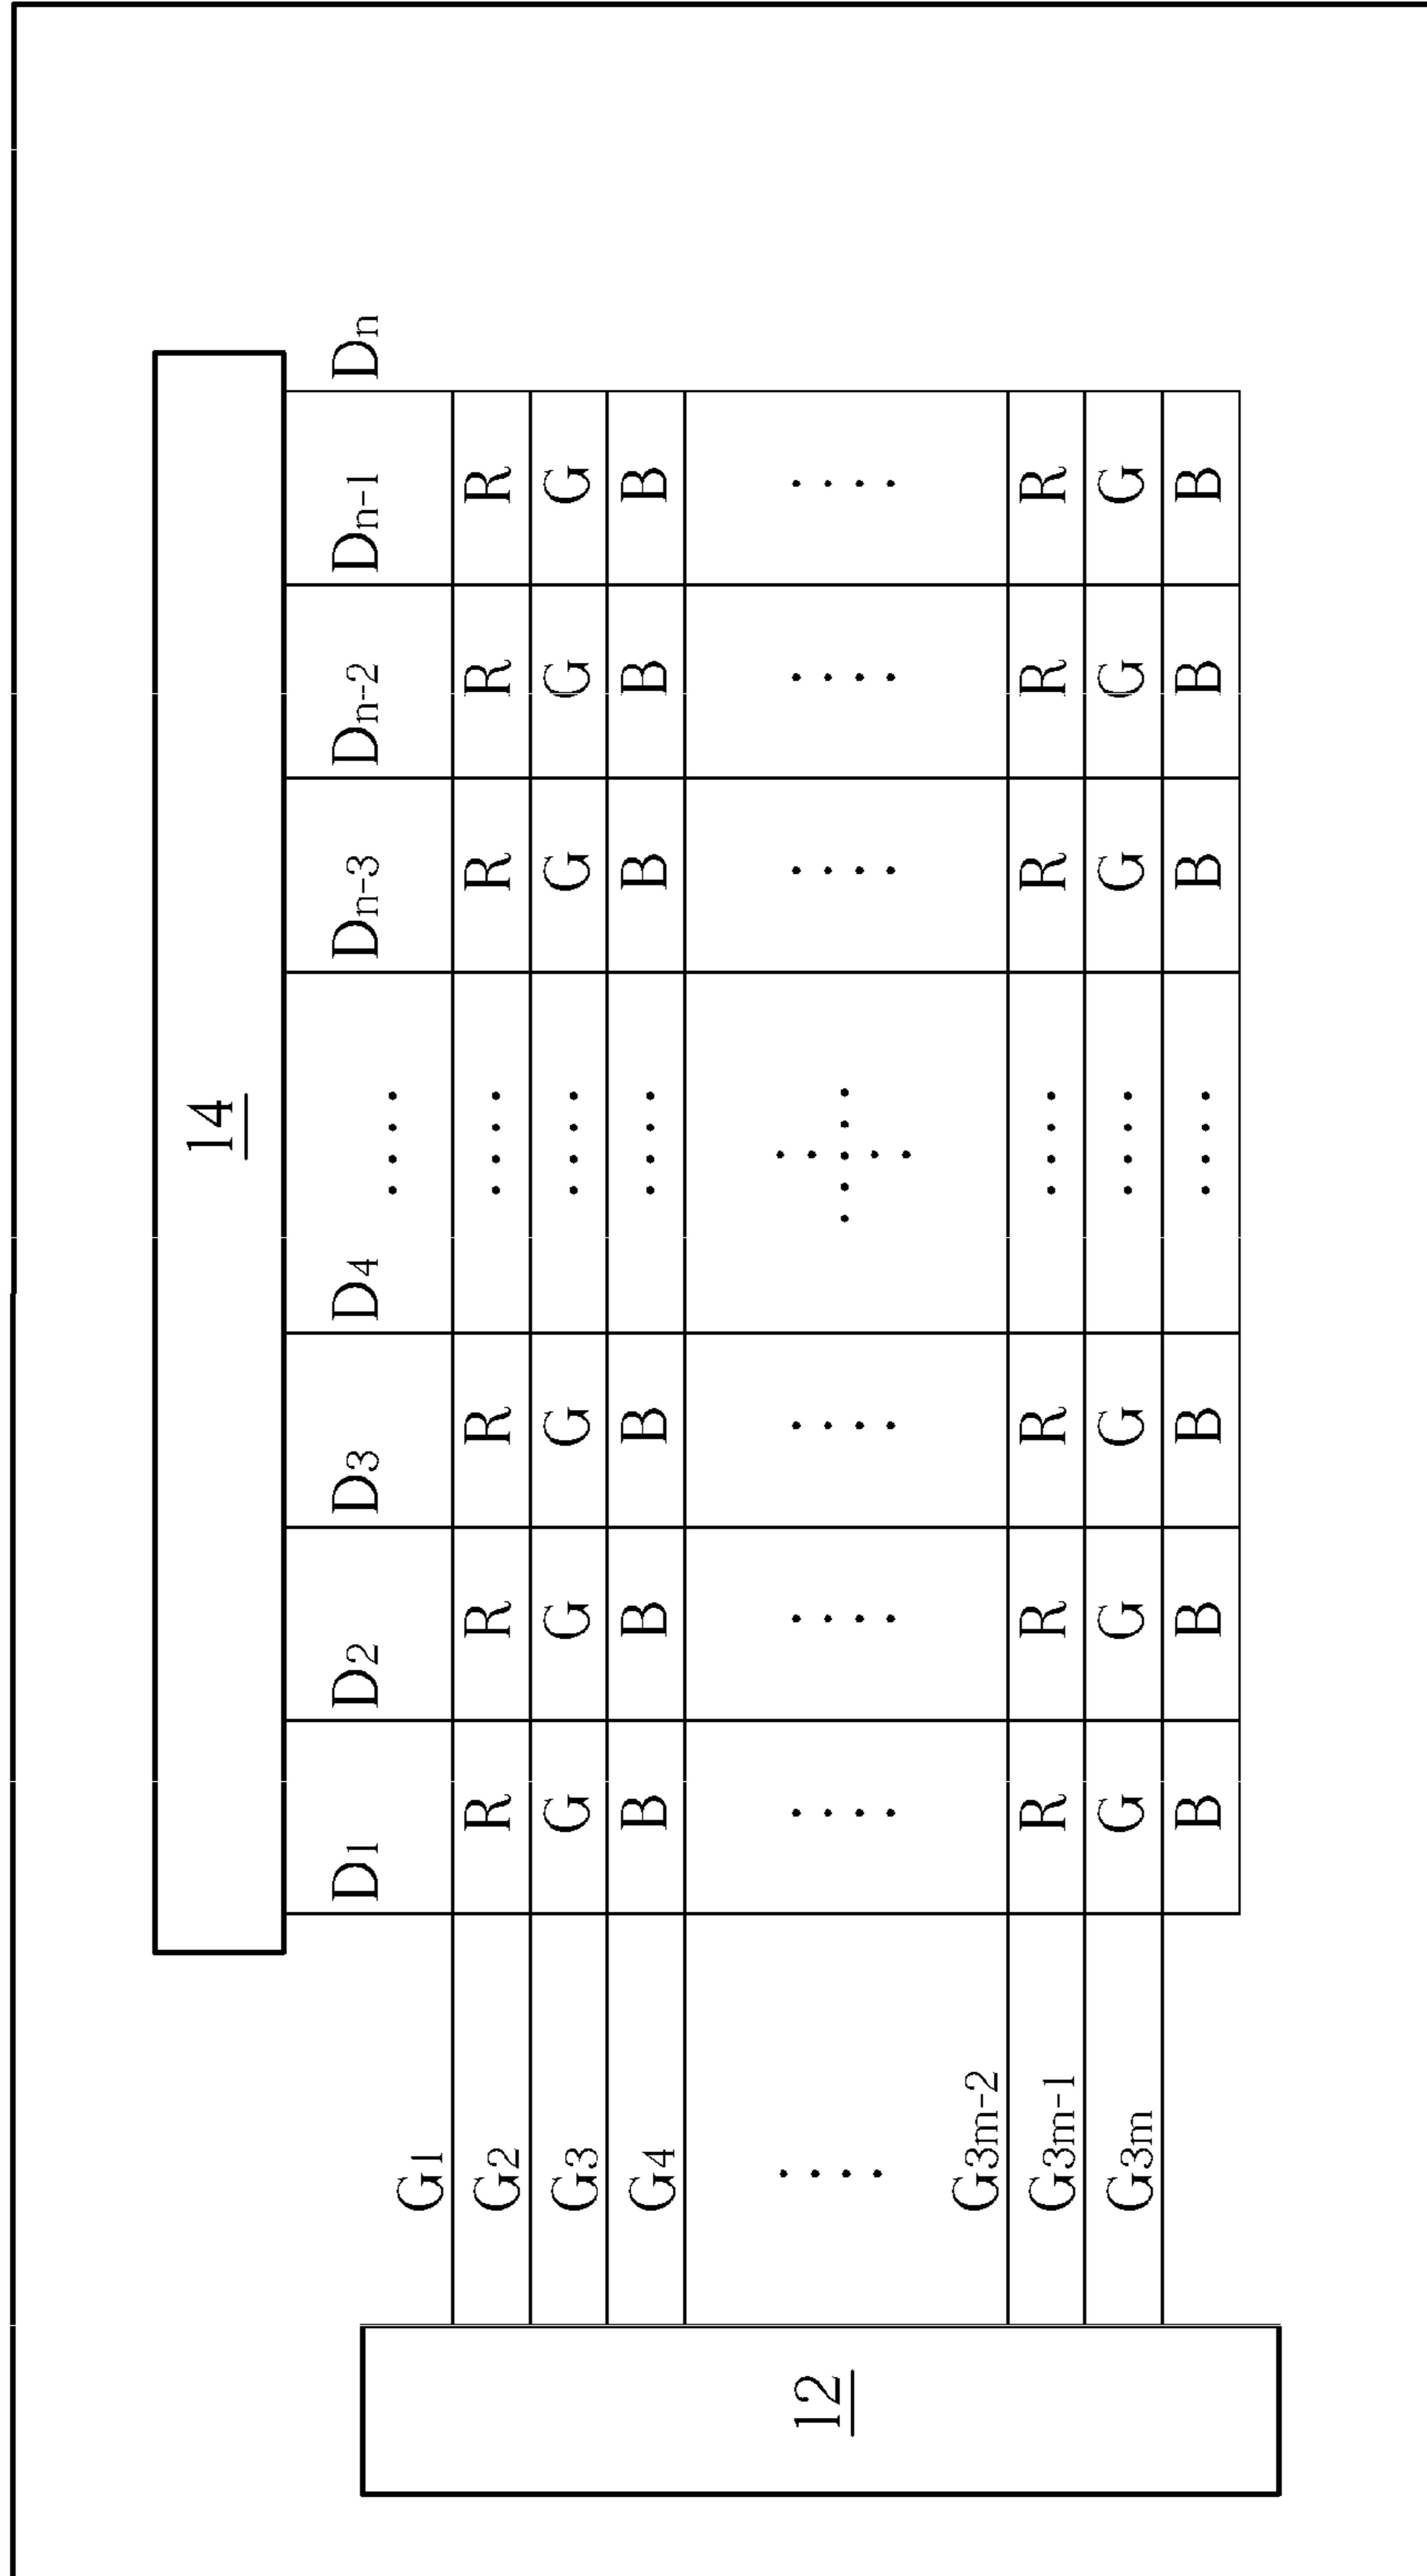 14
D1 D2 D3 D4 .... Dn-3 Dn-2 Dn-1 Dn
G1
R R R .... R R R
G2
G G G .... G G G
G3
B B B .... B B B
G4
12
....
G3m-2
R R R .... R R R
G3m-1
G G G .... G G G
G3m
B B B .... B B B